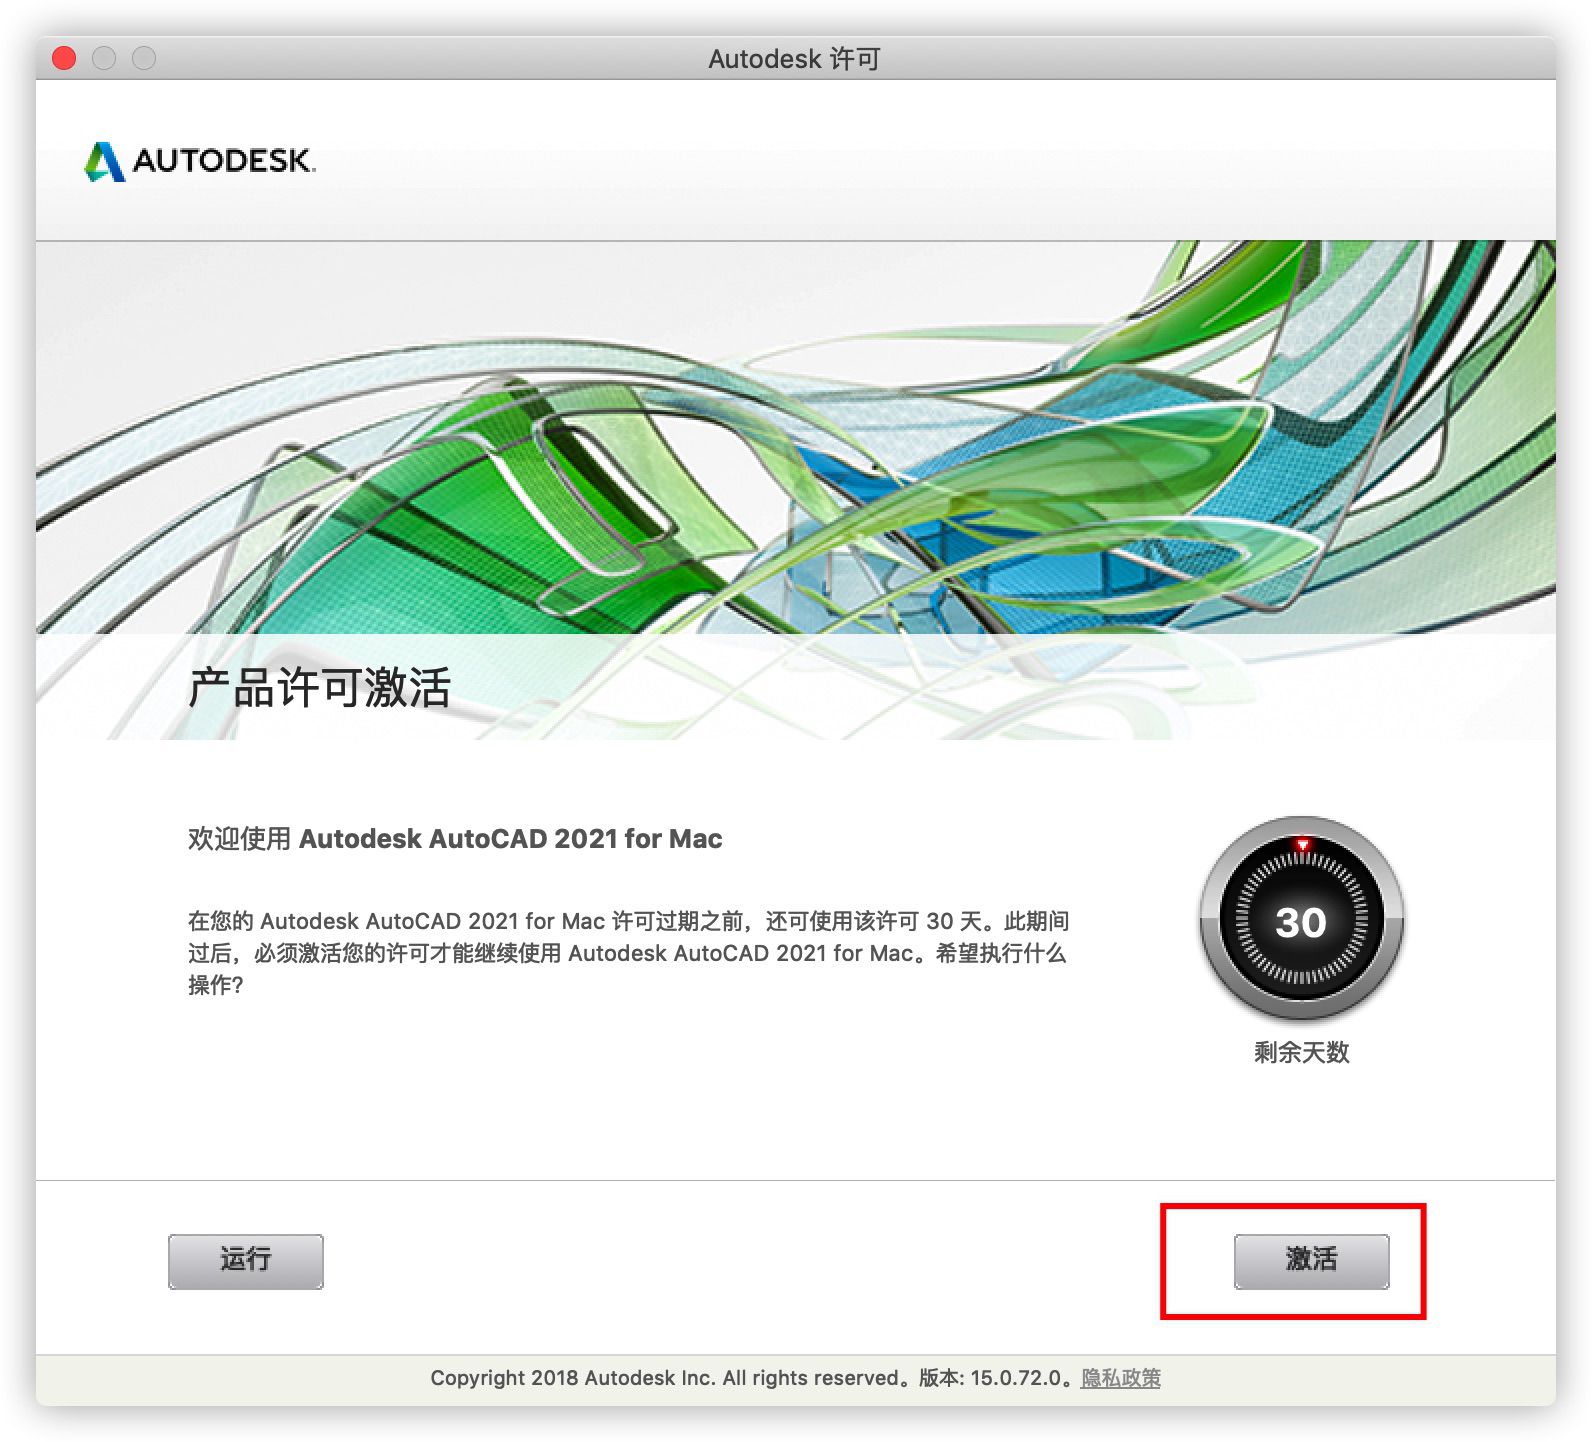 Autodesk 许可
AUTODESK.
产品许可激活
欢迎使用 Autodesk AutoCAD 2021 for Mac
在您的 Autodesk AutoCAD 2021 for Mac 许可过期之前，还可使用该许可 30 天。此期间
过后，必须激活您的许可才能继续使用 Autodesk AutoCAD 2021 for Mac。希望执行什么
操作？
30
剩余天数
运行
激活
Copyright 2018 Autodesk Inc. All rights reserved。版本: 15.0.72.0。隐私政策